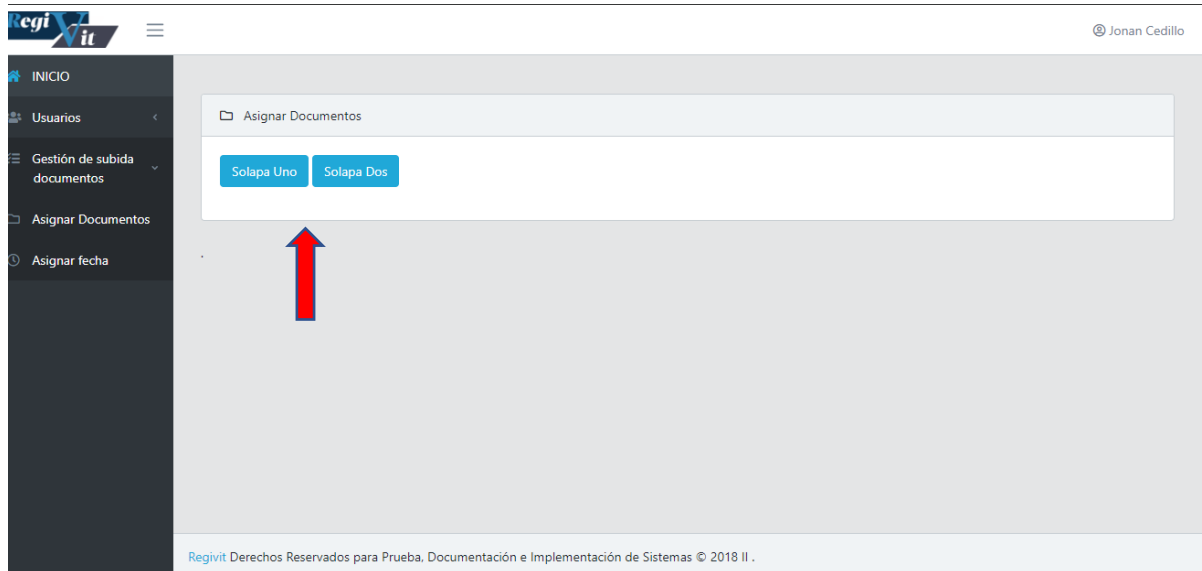 Regi
Vit
Jonan Cedillo
INICIO
Usuarios
Gestión de subida
documentos
Asignar Documentos
Asignar fecha
Asignar Documentos
Solapa Uno Solapa Dos
.
Regivit Derechos Reservados para Prueba, Documentación e Implementación de Sistemas © 2018 II .